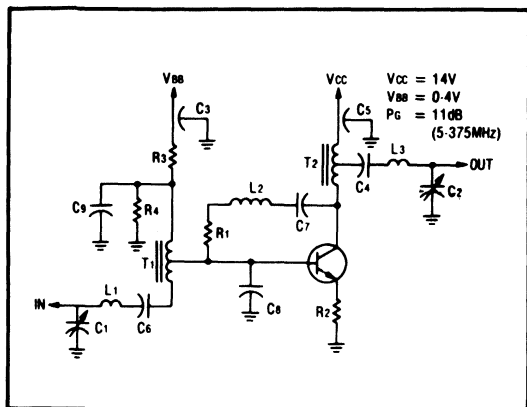 VBB
C3
R3
C9
R4
T1
IN
L1
C1
C6
L2
R1
C7
C8
VCC
C5
T2
C4
L3
OUT
C2
R2
VCC = 14V
VBB = 0·4V
PG = 11dB
(5·375MHz)